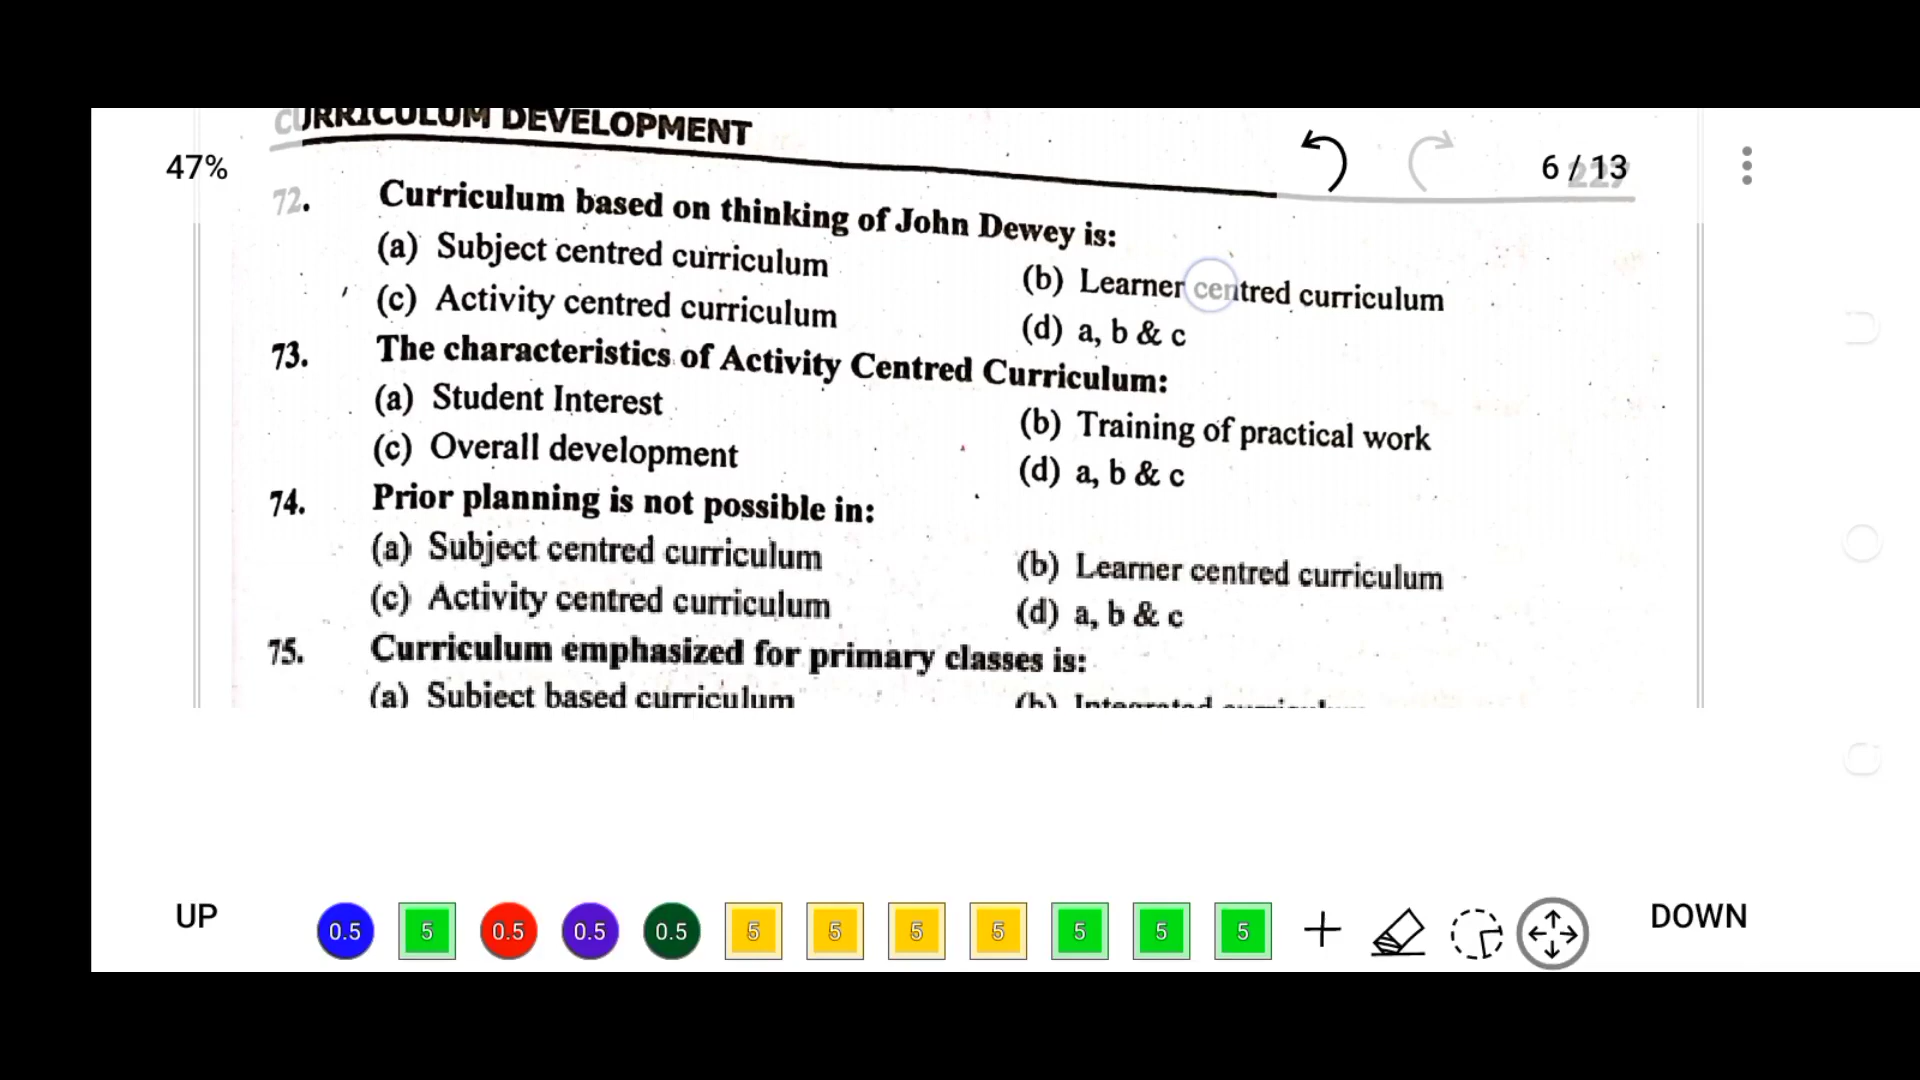 CURRICULUM DEVELOPMENT
47%
6 / 13
227
72. Curriculum based on thinking of John Dewey is:
(a) Subject centred curriculum
(b) Learner centred curriculum
(c) Activity centred curriculum
(d) a, b & c
73. The characteristics of Activity Centred Curriculum:
(a) Student Interest
(b) Training of practical work
(c) Overall development
(d) a, b & c
74. Prior planning is not possible in:
(a) Subject centred curriculum
(b) Learner centred curriculum
(c) Activity centred curriculum
(d) a, b & c
75. Curriculum emphasized for primary classes is:
(a) Subject based curriculum
(b) Integrated curriculum
UP
0.5 5 0.5 0.5 0.5 5 5 5 5 5 5 5
DOWN